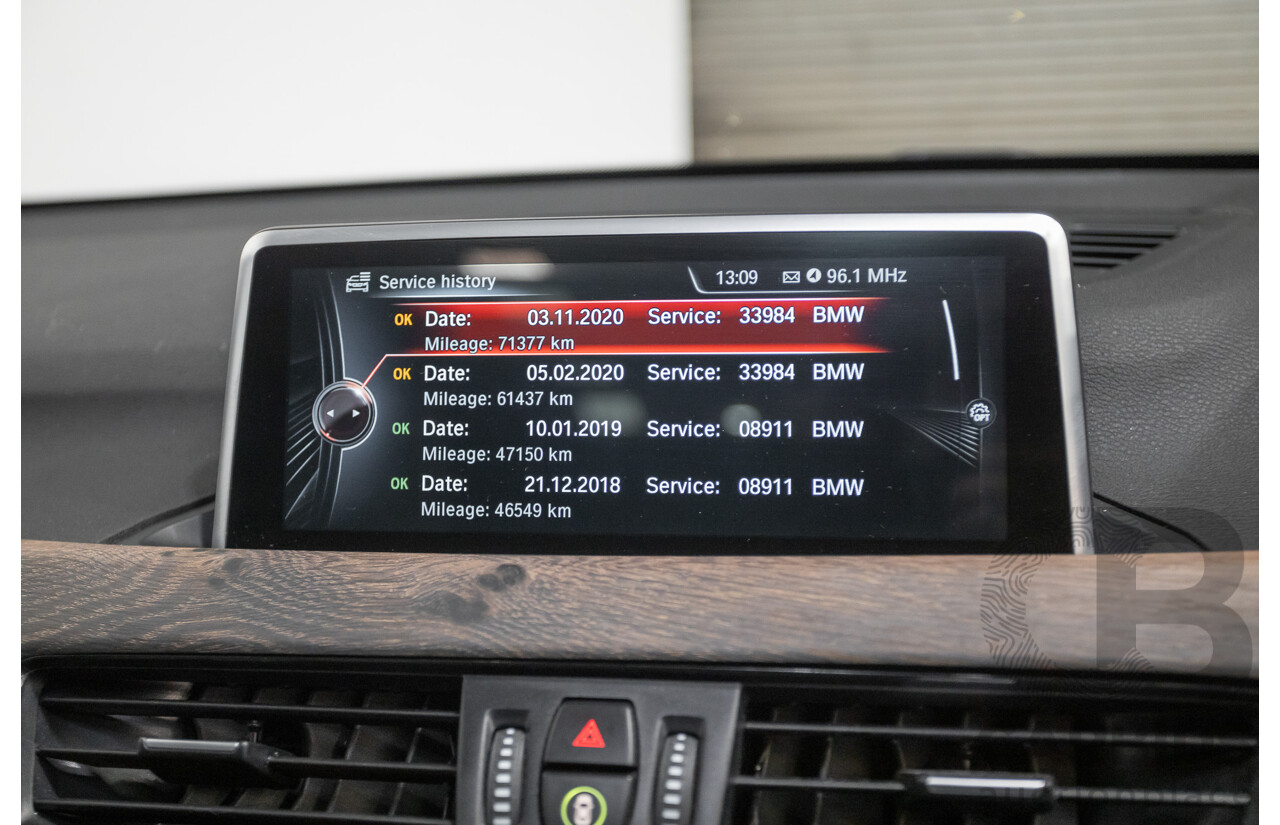 Service history 13:09 96.1 MHz
OK Date: 03.11.2020 Service: 33984 BMW
Mileage: 71377 km
OK Date: 05.02.2020 Service: 33984 BMW
Mileage: 61437 km
OPT
OK Date: 10.01.2019 Service: 08911 BMW
Mileage: 47150 km
OK Date: 21.12.2018 Service: 08911 BMW
Mileage: 46549 km
CB